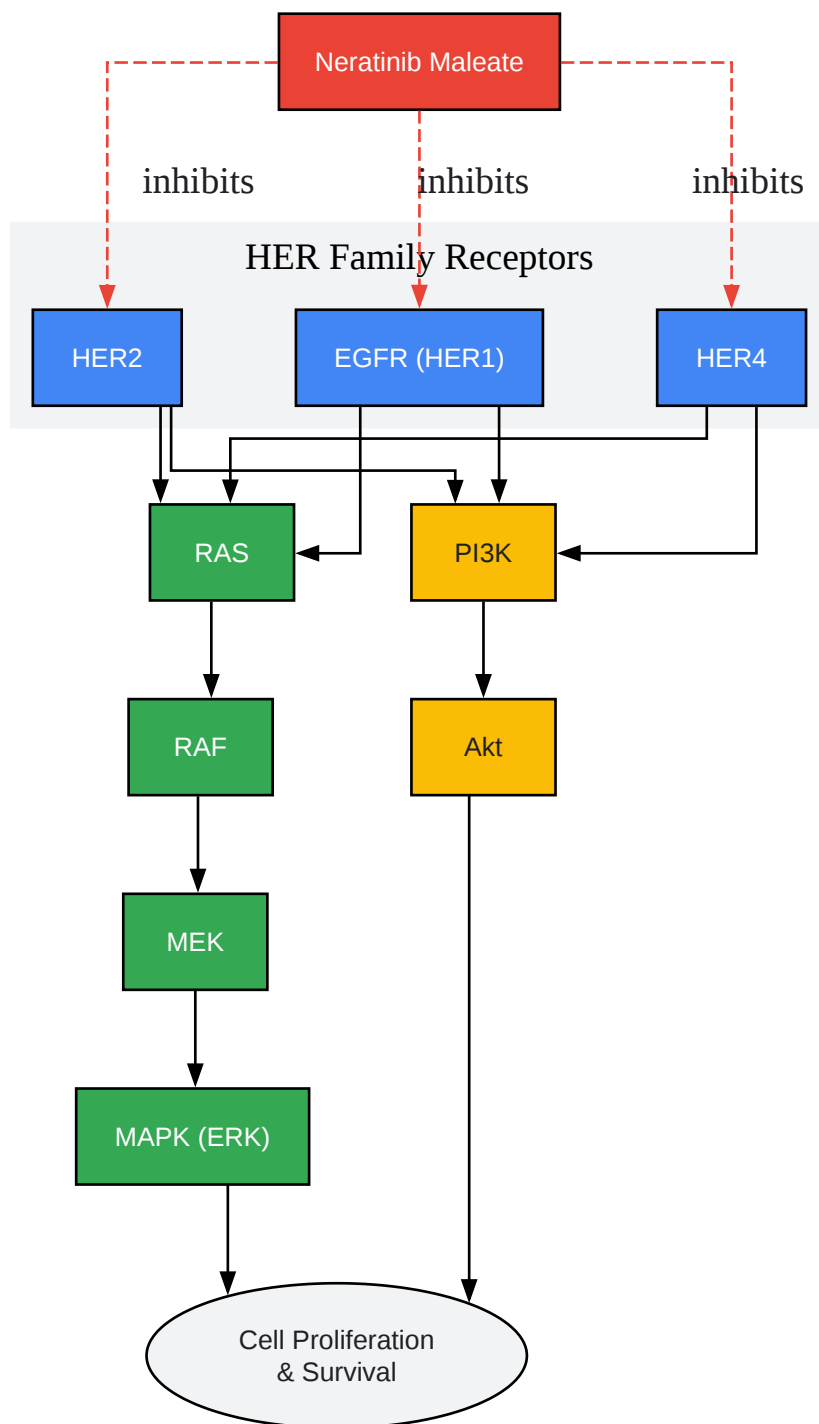 Neratinib Maleate
inhibits
inhibits
inhibits
HER Family Receptors
HER2
EGFR (HER1)
HER4
RAS
PI3K
RAF
Akt
MEK
MAPK (ERK)
Cell Proliferation
& Survival